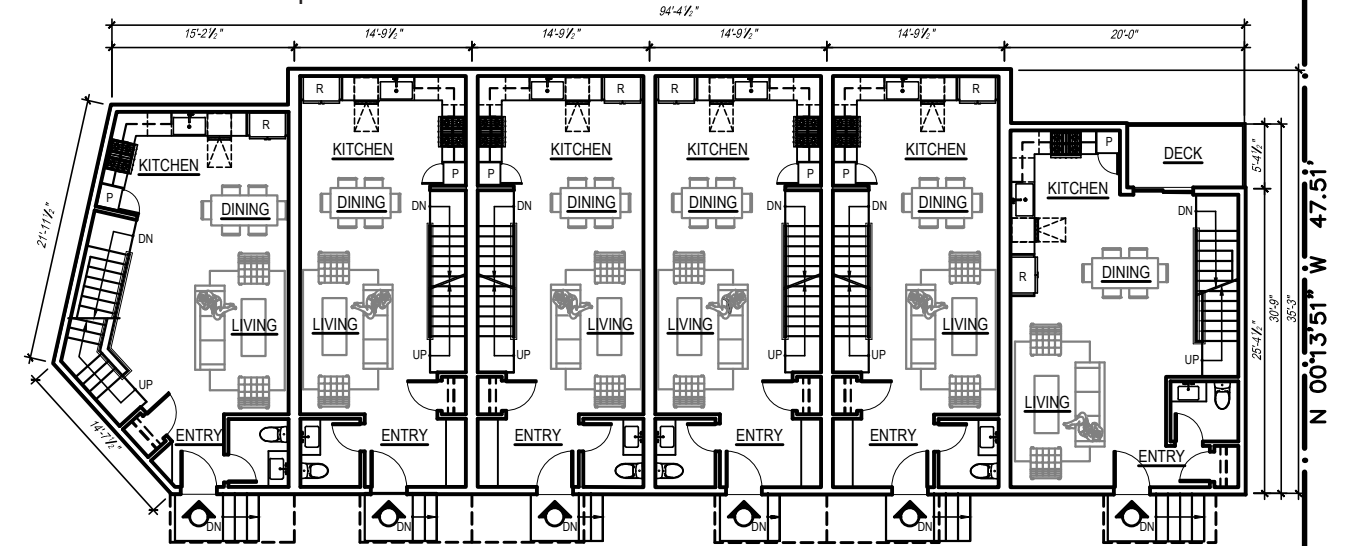 94'-4½"
15'-2½" 14'-9½" 14'-9½" 14'-9½" 14'-9½" 20'-0"
R R R R R
P DECK 5'-4½"
KITCHEN KITCHEN KITCHEN KITCHEN KITCHEN
P P P P P KITCHEN
DINING DINING DINING DINING DINING
DN DN DN DN DN
21'-11½" DN
R DINING
LIVING LIVING LIVING LIVING LIVING
25'-4½" 30'-9" 35'-3"
N 00°13'51" W 47.51'
UP UP UP UP UP
UP
LIVING
14'-7½"
ENTRY ENTRY ENTRY ENTRY ENTRY
ENTRY
DN DN DN DN DN DN